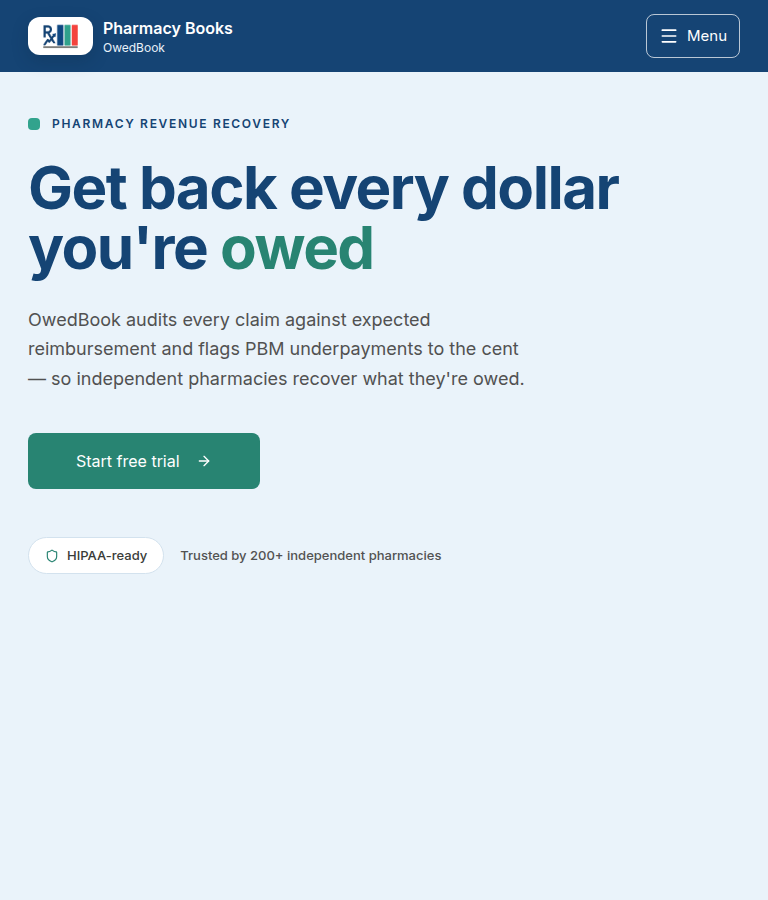 Pharmacy Books
OwedBook
Menu
PHARMACY REVENUE RECOVERY
Get back every dollar
you're owed
OwedBook audits every claim against expected
reimbursement and flags PBM underpayments to the cent
— so independent pharmacies recover what they're owed.
Start free trial
HIPAA-ready
Trusted by 200+ independent pharmacies